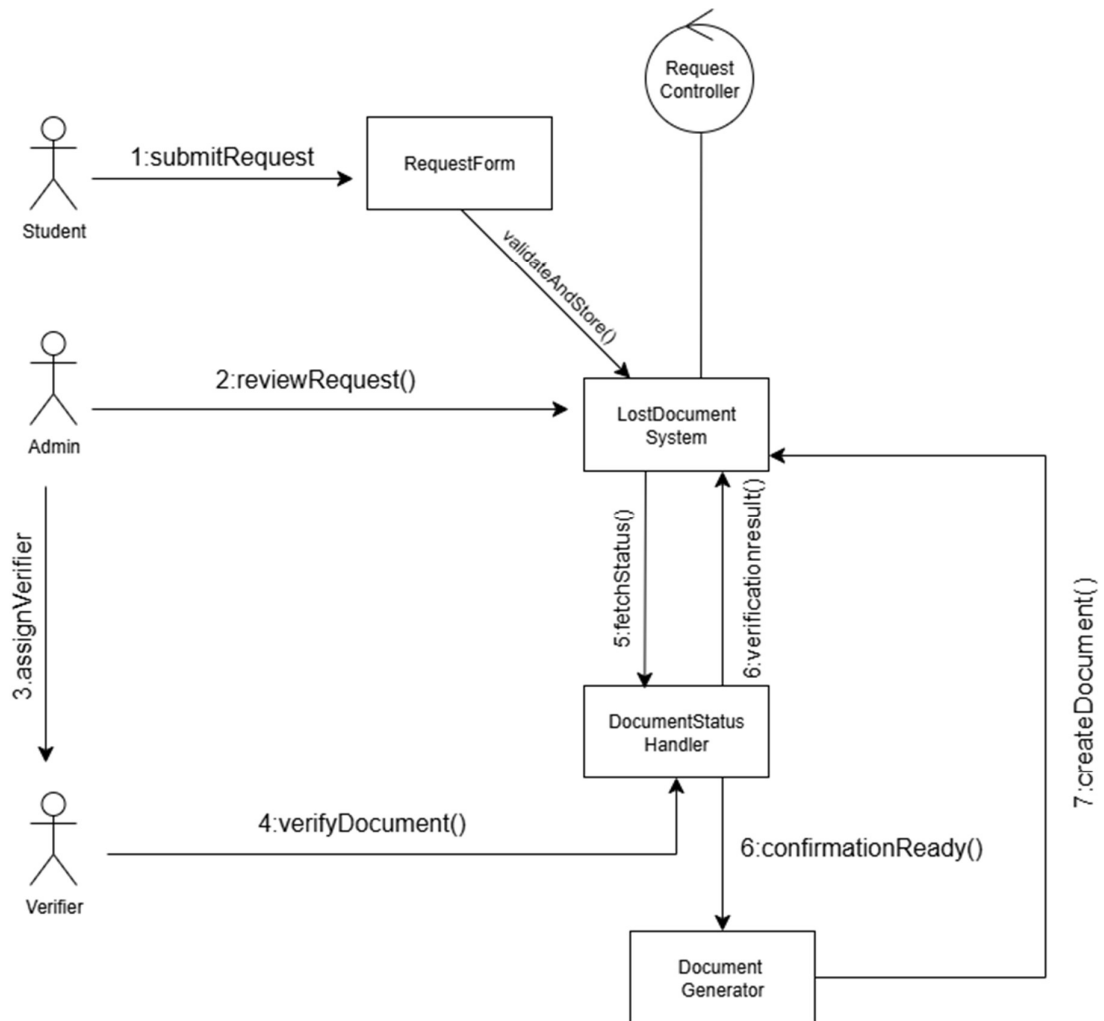 Request
Controller
1:submitRequest
RequestForm
Student
validateAndStore()
2:reviewRequest()
LostDocument
System
Admin
3.assignVerifier
5:fetchStatus()
6:verificationresult()
7:createDocument()
DocumentStatus
Handler
4:verifyDocument()
6:confirmationReady()
Verifier
Document
Generator